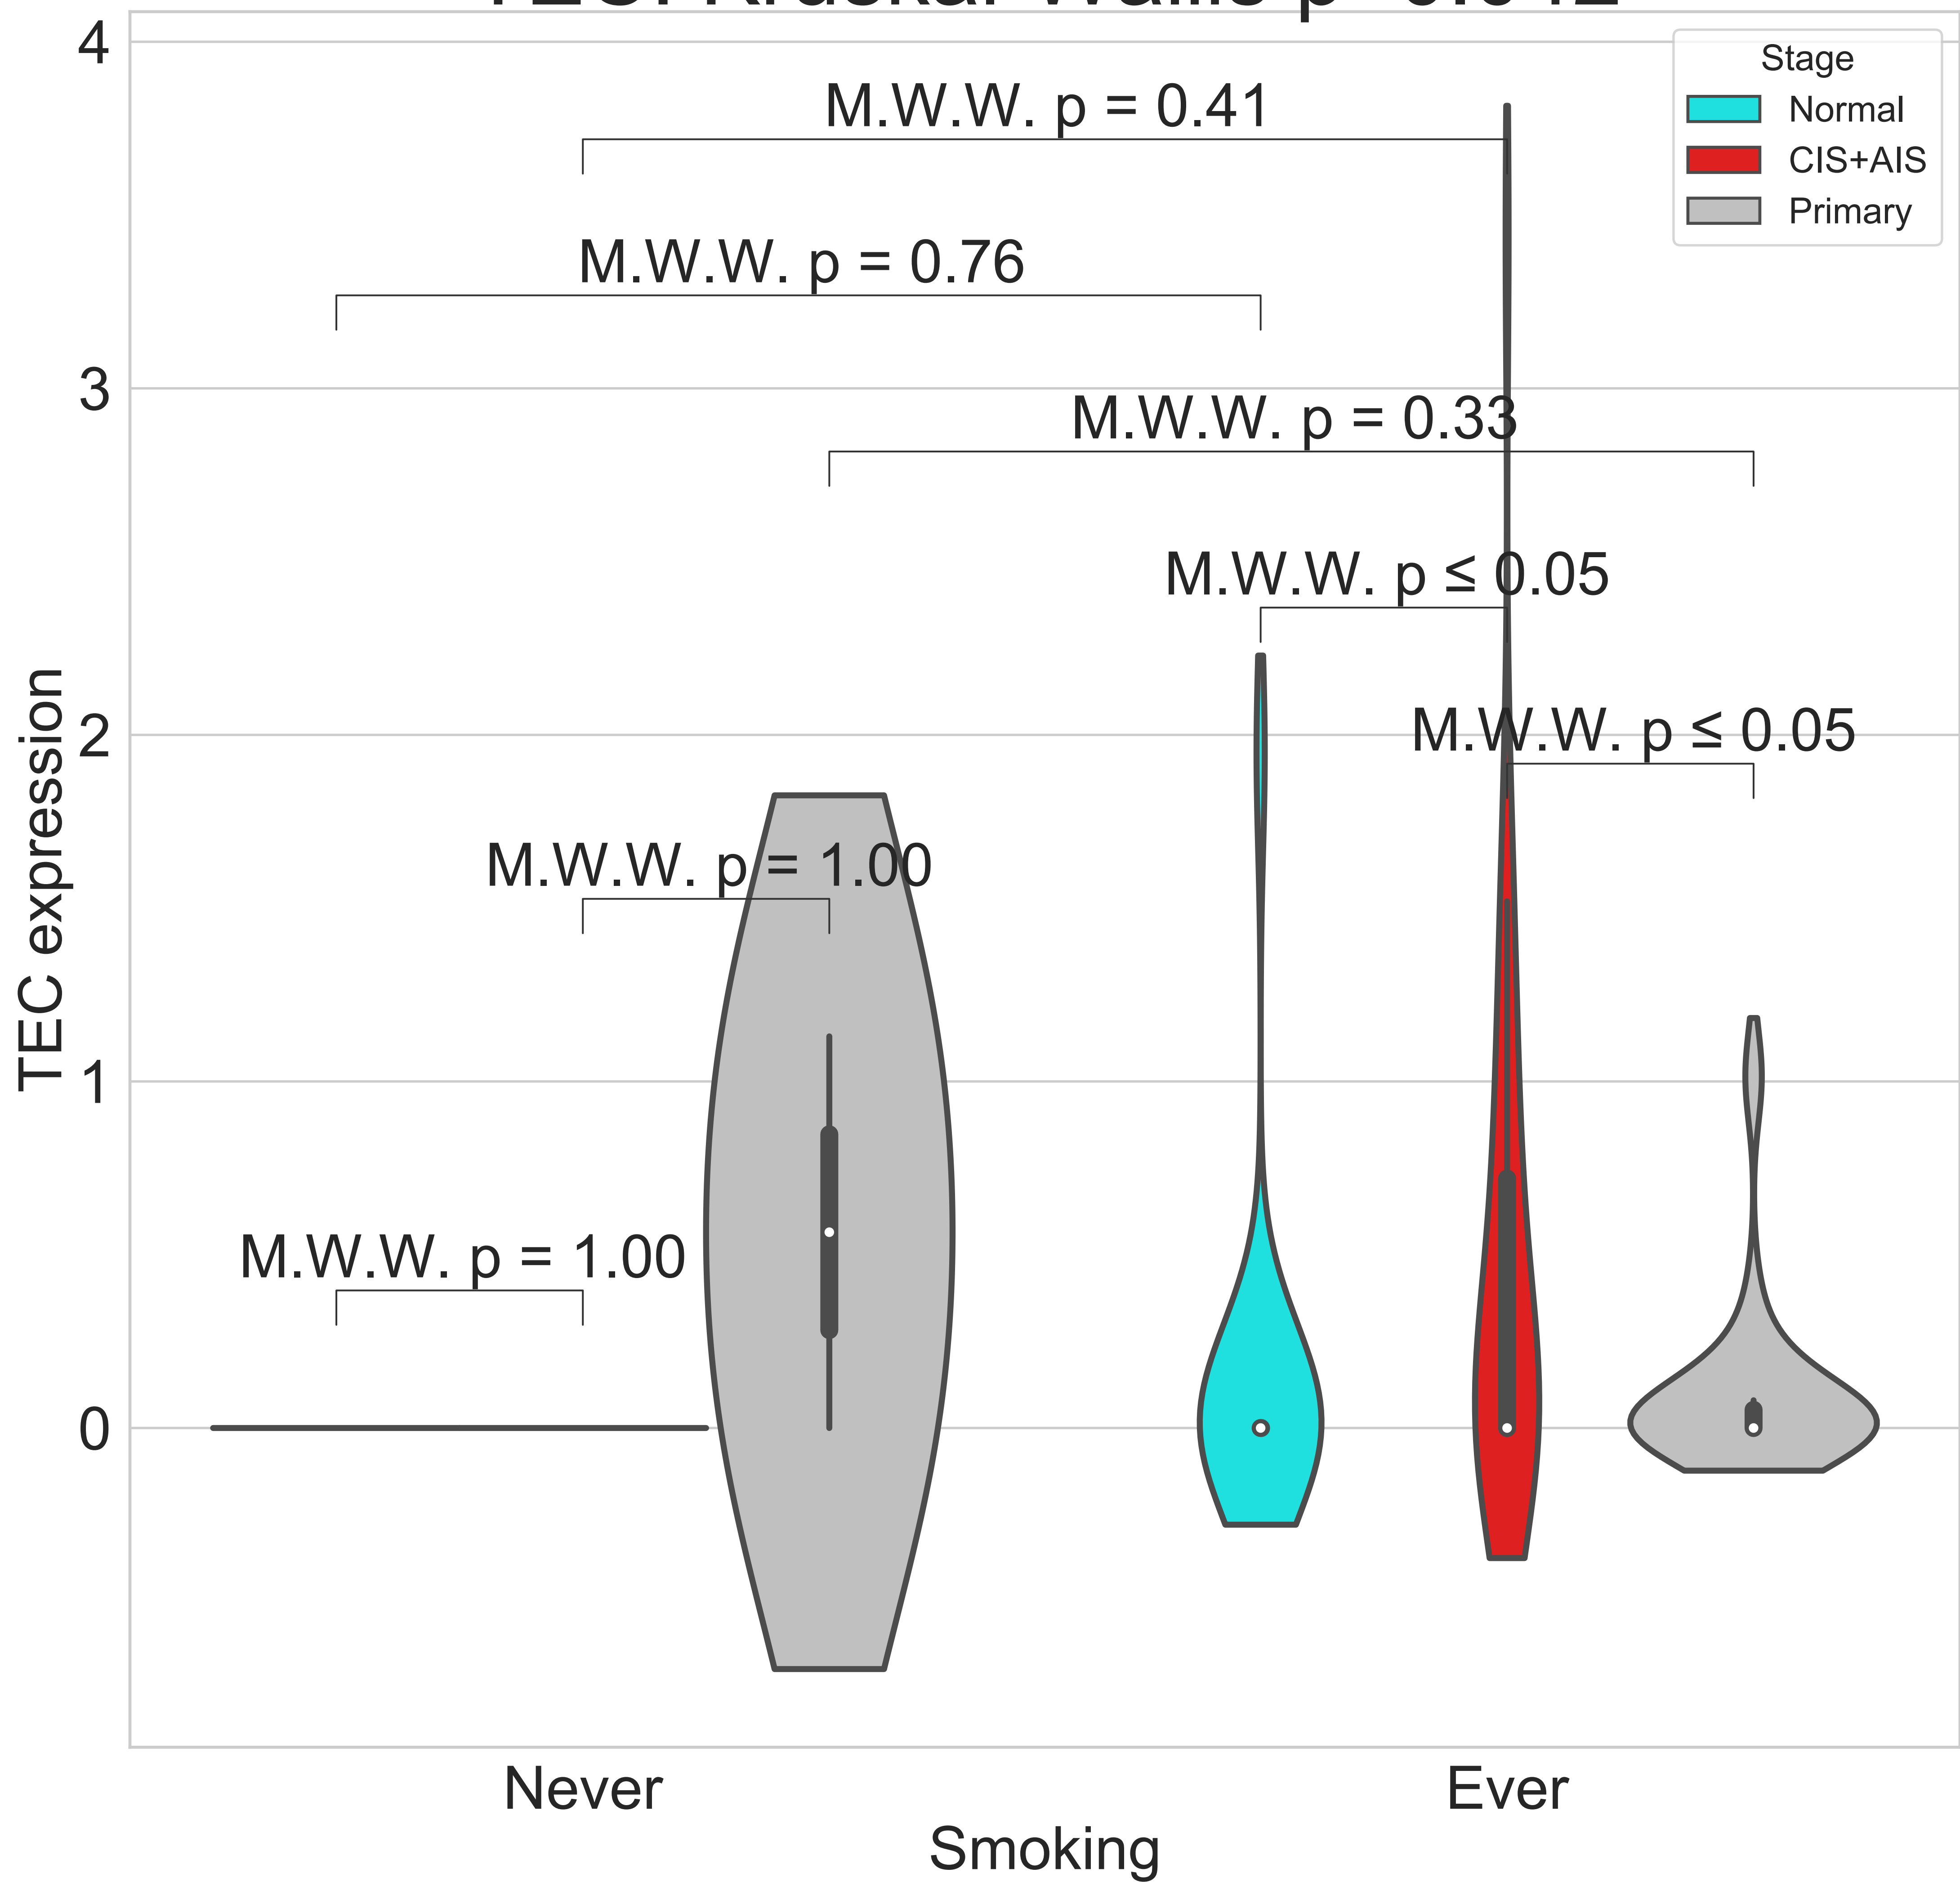 4
3
2
1
0
TEC expression
M.W.W. p = 0.41
M.W.W. p = 0.76
M.W.W. p = 0.33
M.W.W. p ≤ 0.05
M.W.W. p ≤ 0.05
M.W.W. p = 1.00
M.W.W. p = 1.00
Stage
Normal
CIS+AIS
Primary
Never
Ever
Smoking